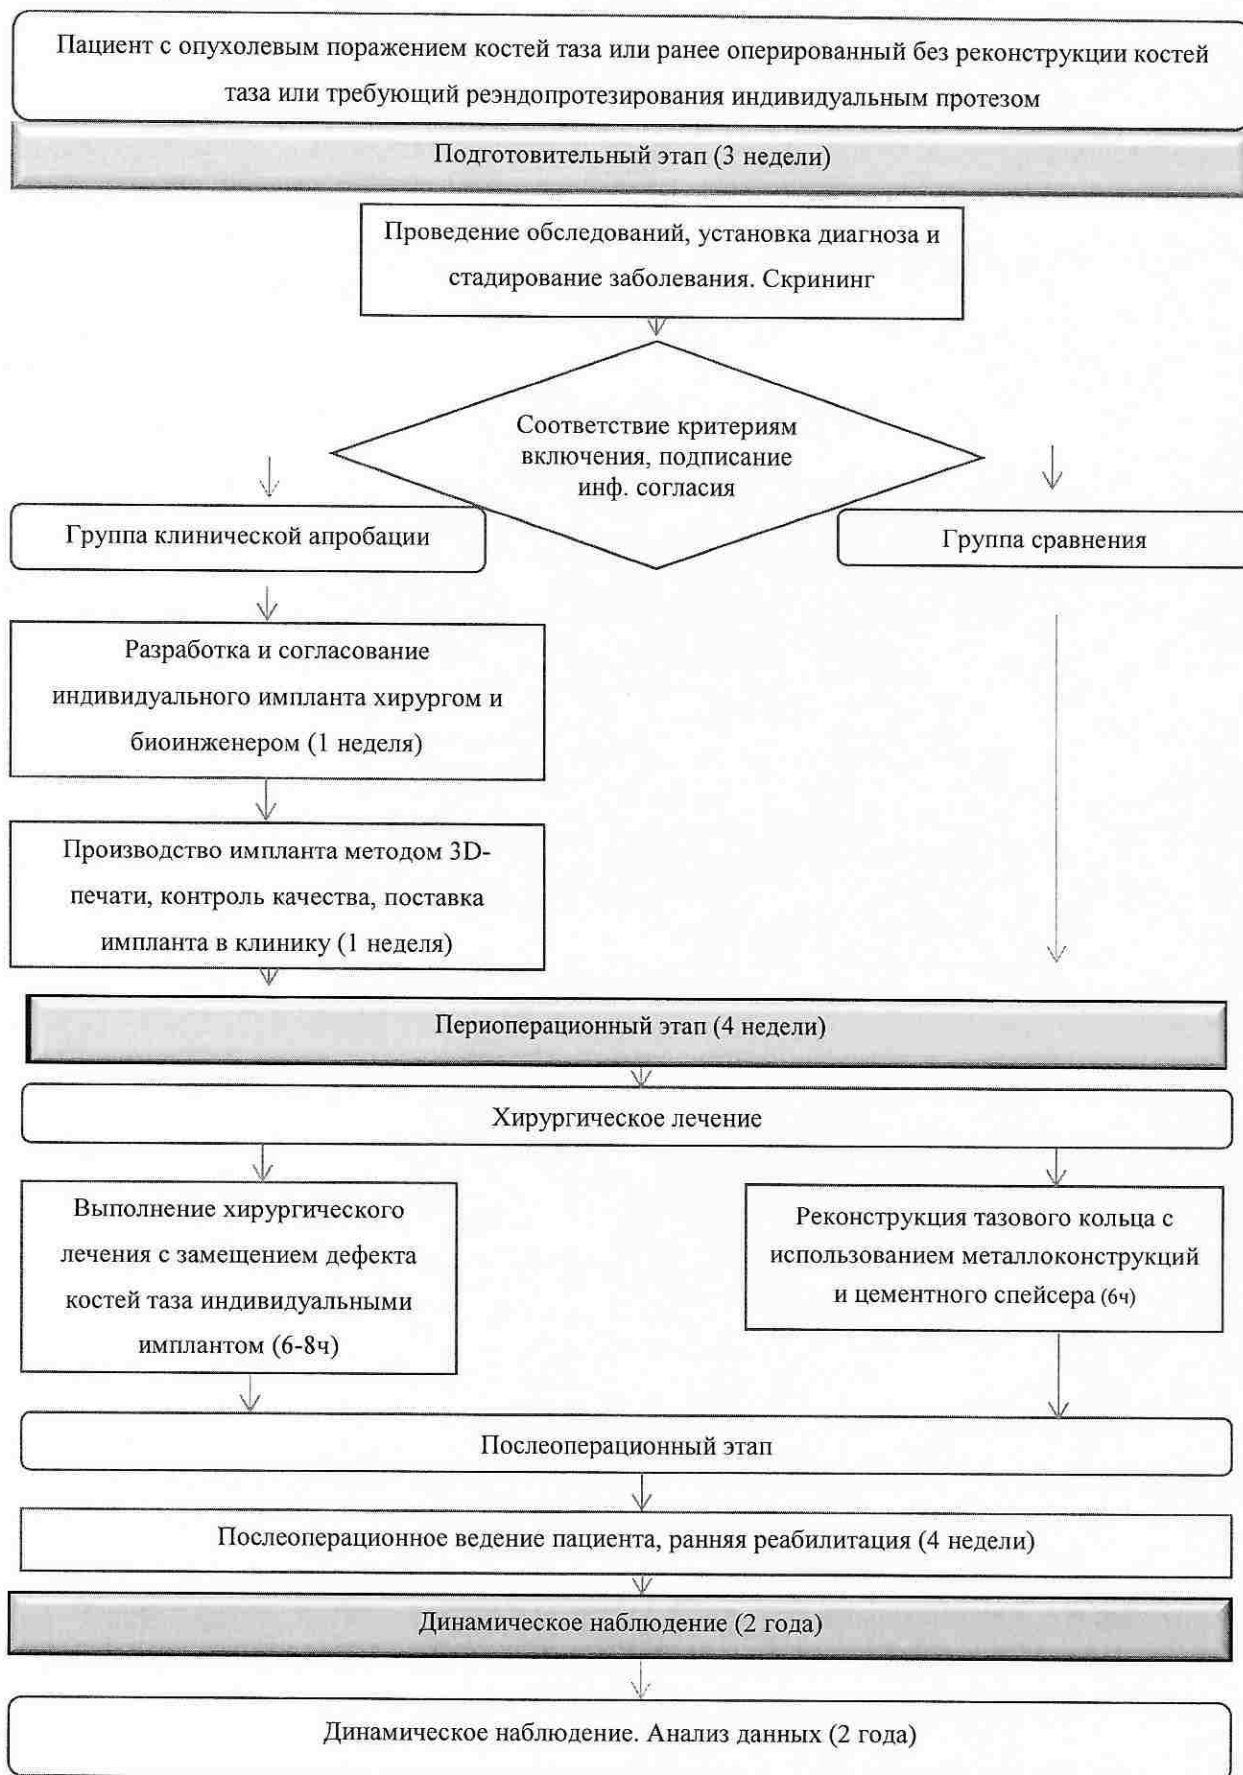 Пациент с опухолевым поражением костей таза или ранее оперированный без реконструкции костей
таза или требующий реэндопротезирования индивидуальным протезом
Подготовительный этап (3 недели)
Проведение обследований, установка диагноза и
стадирование заболевания. Скрининг
Соответствие критериям
включения, подписание
инф. согласия
Группа клинической апробации
Группа сравнения
Разработка и согласование
индивидуального импланта хирургом и
биоинженером (1 неделя)
Производство импланта методом 3D-
печати, контроль качества, поставка
импланта в клинику (1 неделя)
Периоперационный этап (4 недели)
Хирургическое лечение
Выполнение хирургического
лечения с замещением дефекта
костей таза индивидуальными
имплантом (6-8ч)
Реконструкция тазового кольца с
использованием металлоконструкций
и цементного спейсера (6ч)
Послеоперационный этап
Послеоперационное ведение пациента, ранняя реабилитация (4 недели)
Динамическое наблюдение (2 года)
Динамическое наблюдение. Анализ данных (2 года)